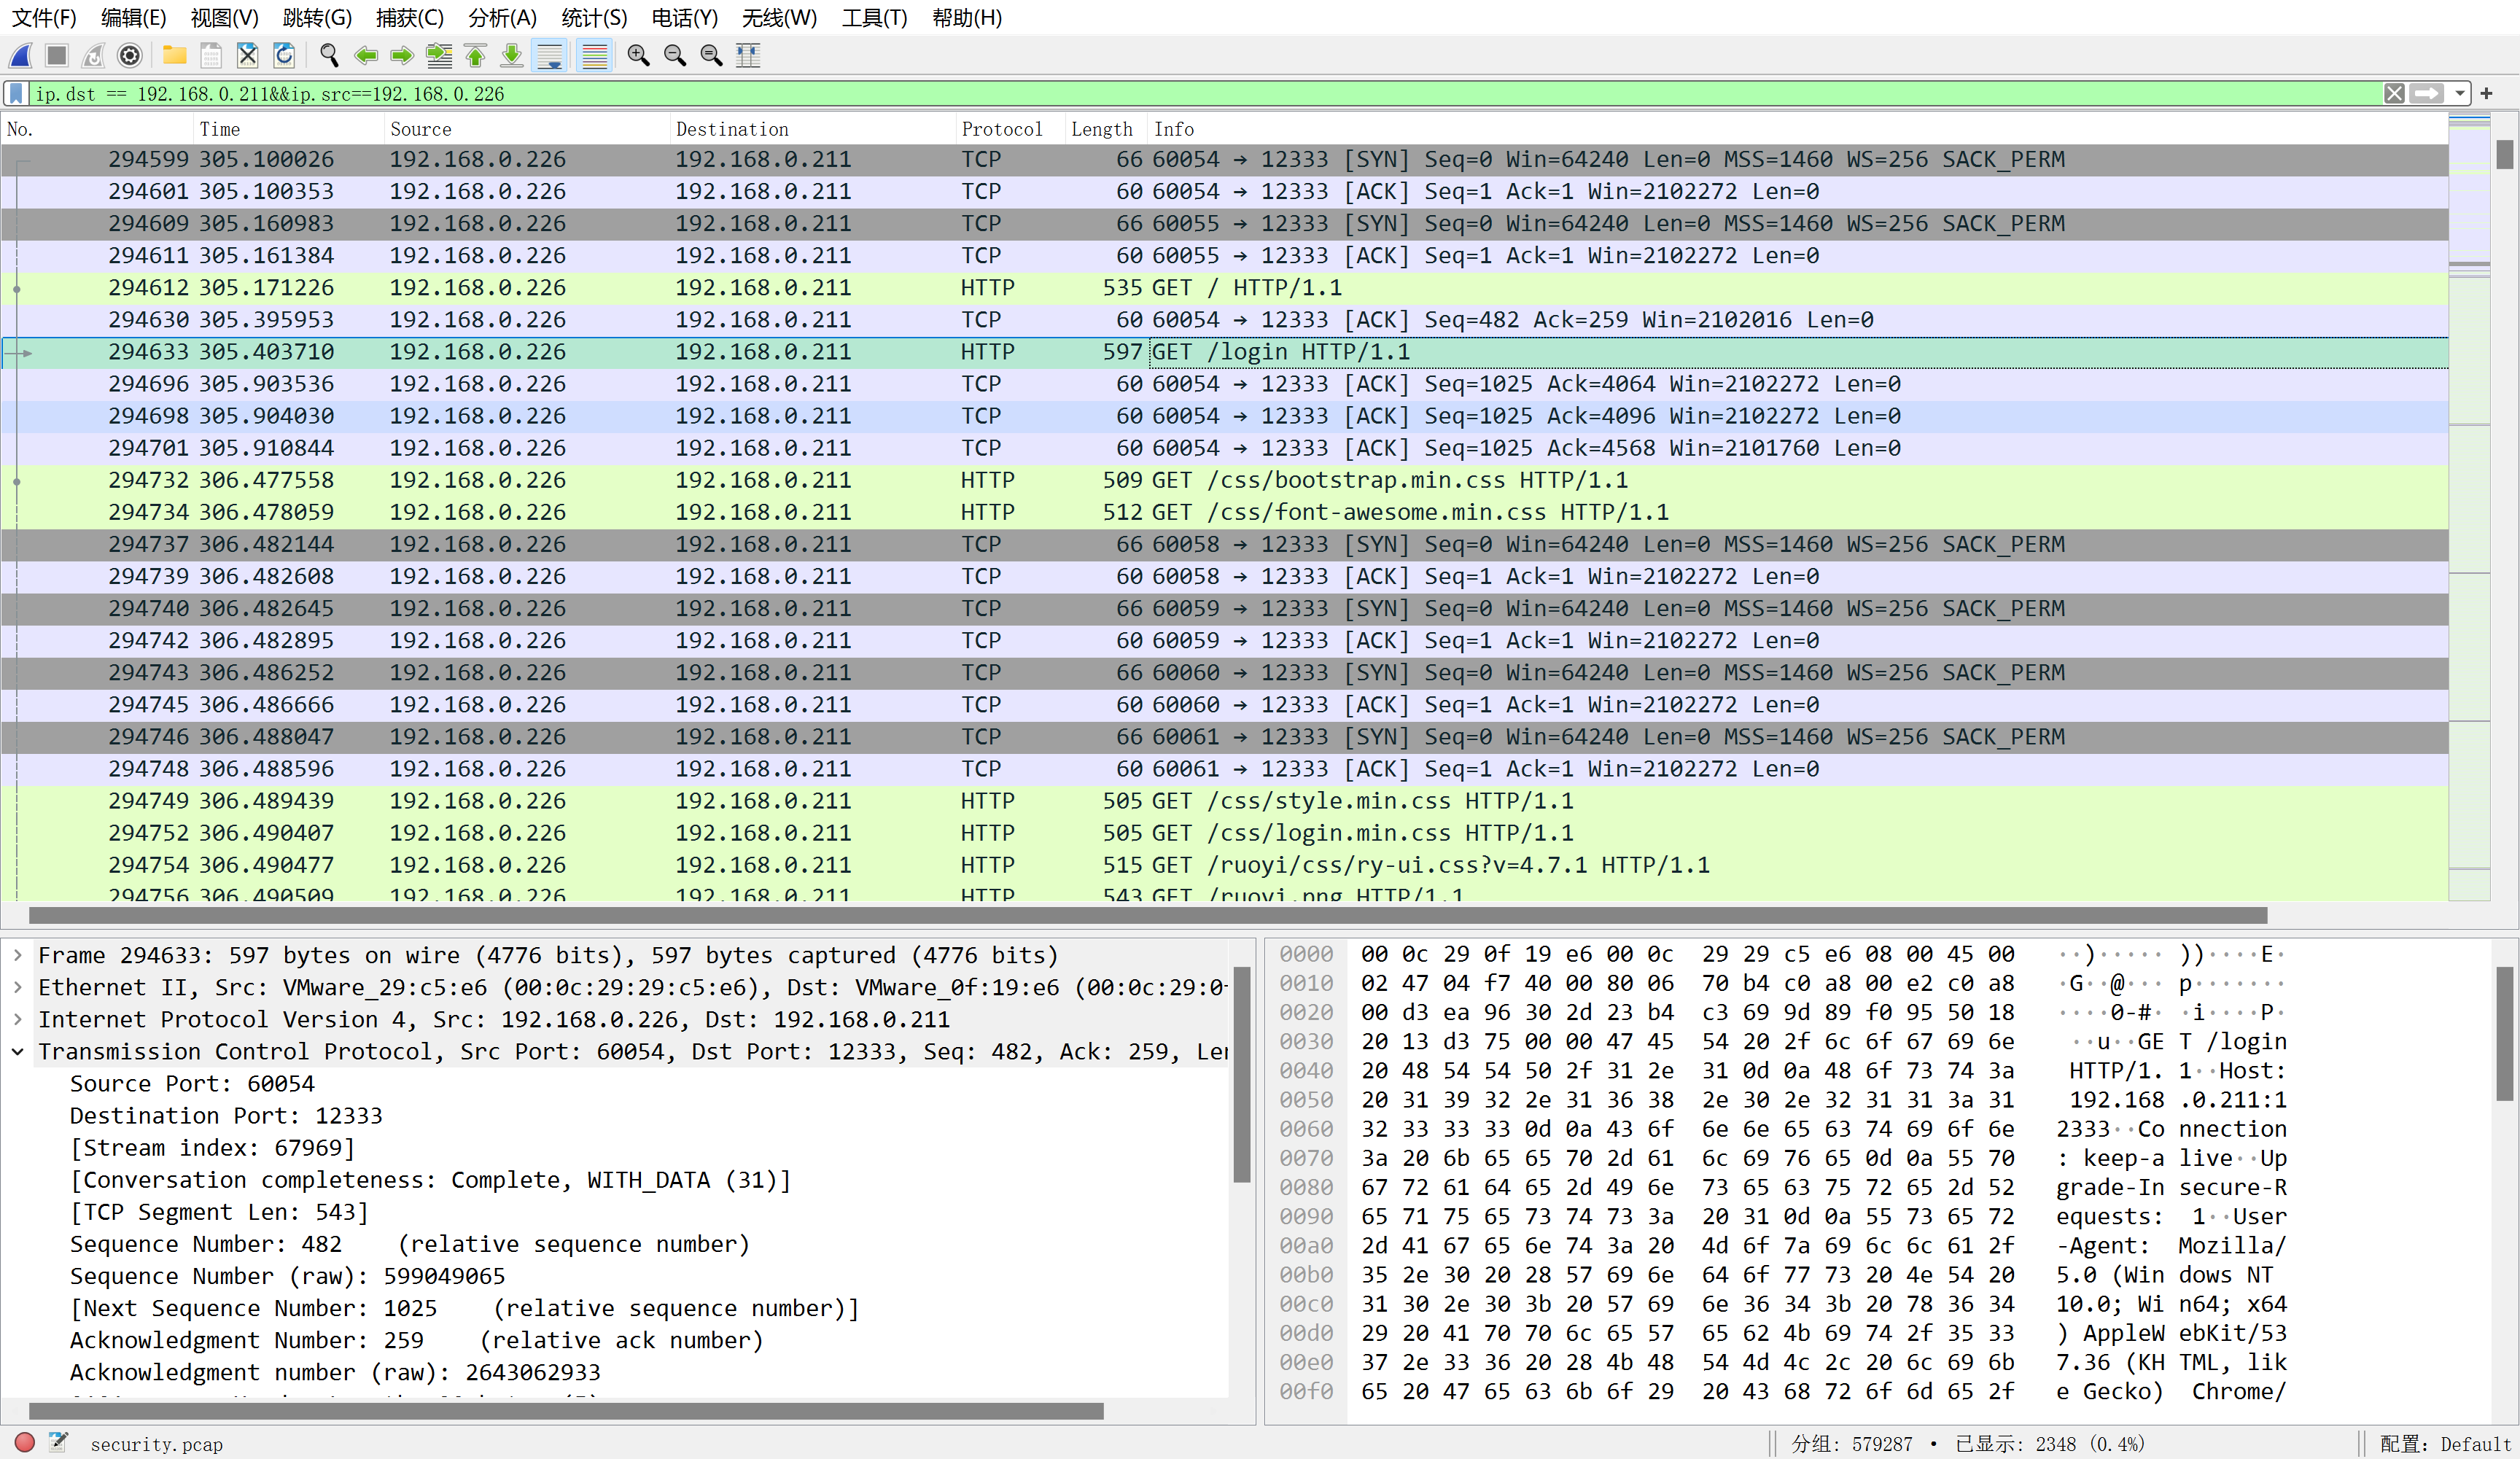 文件(F) 编辑(E) 视图(V) 跳转(G) 捕获(C) 分析(A) 统计(S) 电话(Y) 无线(W) 工具(T) 帮助(H)
ip.dst == 192.168.0.211&&ip.src==192.168.0.226
No. Time Source Destination Protocol Length Info
294599 305.100026 192.168.0.226 192.168.0.211 TCP 66 60054 → 12333 [SYN] Seq=0 Win=64240 Len=0 MSS=1460 WS=256 SACK_PERM
294601 305.100353 192.168.0.226 192.168.0.211 TCP 60 60054 → 12333 [ACK] Seq=1 Ack=1 Win=2102272 Len=0
294609 305.160983 192.168.0.226 192.168.0.211 TCP 66 60055 → 12333 [SYN] Seq=0 Win=64240 Len=0 MSS=1460 WS=256 SACK_PERM
294611 305.161384 192.168.0.226 192.168.0.211 TCP 60 60055 → 12333 [ACK] Seq=1 Ack=1 Win=2102272 Len=0
294612 305.171226 192.168.0.226 192.168.0.211 HTTP 535 GET / HTTP/1.1
294630 305.395953 192.168.0.226 192.168.0.211 TCP 60 60054 → 12333 [ACK] Seq=482 Ack=259 Win=2102016 Len=0
294633 305.403710 192.168.0.226 192.168.0.211 HTTP 597 GET /login HTTP/1.1
294696 305.903536 192.168.0.226 192.168.0.211 TCP 60 60054 → 12333 [ACK] Seq=1025 Ack=4064 Win=2102272 Len=0
294698 305.904030 192.168.0.226 192.168.0.211 TCP 60 60054 → 12333 [ACK] Seq=1025 Ack=4096 Win=2102272 Len=0
294701 305.910844 192.168.0.226 192.168.0.211 TCP 60 60054 → 12333 [ACK] Seq=1025 Ack=4568 Win=2101760 Len=0
294732 306.477558 192.168.0.226 192.168.0.211 HTTP 509 GET /css/bootstrap.min.css HTTP/1.1
294734 306.478059 192.168.0.226 192.168.0.211 HTTP 512 GET /css/font-awesome.min.css HTTP/1.1
294737 306.482144 192.168.0.226 192.168.0.211 TCP 66 60058 → 12333 [SYN] Seq=0 Win=64240 Len=0 MSS=1460 WS=256 SACK_PERM
294739 306.482608 192.168.0.226 192.168.0.211 TCP 60 60058 → 12333 [ACK] Seq=1 Ack=1 Win=2102272 Len=0
294740 306.482645 192.168.0.226 192.168.0.211 TCP 66 60059 → 12333 [SYN] Seq=0 Win=64240 Len=0 MSS=1460 WS=256 SACK_PERM
294742 306.482895 192.168.0.226 192.168.0.211 TCP 60 60059 → 12333 [ACK] Seq=1 Ack=1 Win=2102272 Len=0
294743 306.486252 192.168.0.226 192.168.0.211 TCP 66 60060 → 12333 [SYN] Seq=0 Win=64240 Len=0 MSS=1460 WS=256 SACK_PERM
294745 306.486666 192.168.0.226 192.168.0.211 TCP 60 60060 → 12333 [ACK] Seq=1 Ack=1 Win=2102272 Len=0
294746 306.488047 192.168.0.226 192.168.0.211 TCP 66 60061 → 12333 [SYN] Seq=0 Win=64240 Len=0 MSS=1460 WS=256 SACK_PERM
294748 306.488596 192.168.0.226 192.168.0.211 TCP 60 60061 → 12333 [ACK] Seq=1 Ack=1 Win=2102272 Len=0
294749 306.489439 192.168.0.226 192.168.0.211 HTTP 505 GET /css/style.min.css HTTP/1.1
294752 306.490407 192.168.0.226 192.168.0.211 HTTP 505 GET /css/login.min.css HTTP/1.1
294754 306.490477 192.168.0.226 192.168.0.211 HTTP 515 GET /ruoyi/css/ry-ui.css?v=4.7.1 HTTP/1.1
294756 306.490509 192.168.0.226 192.168.0.211 HTTP 543 GET /ruoyi.png HTTP/1.1
Frame 294633: 597 bytes on wire (4776 bits), 597 bytes captured (4776 bits)
Ethernet II, Src: VMware_29:c5:e6 (00:0c:29:29:c5:e6), Dst: VMware_0f:19:e6 (00:0c:29:0
Internet Protocol Version 4, Src: 192.168.0.226, Dst: 192.168.0.211
Transmission Control Protocol, Src Port: 60054, Dst Port: 12333, Seq: 482, Ack: 259, Le
Source Port: 60054
Destination Port: 12333
[Stream index: 67969]
[Conversation completeness: Complete, WITH_DATA (31)]
[TCP Segment Len: 543]
Sequence Number: 482 (relative sequence number)
Sequence Number (raw): 599049065
[Next Sequence Number: 1025 (relative sequence number)]
Acknowledgment Number: 259 (relative ack number)
Acknowledgment number (raw): 2643062933
0000 00 0c 29 0f 19 e6 00 0c 29 29 c5 e6 08 00 45 00 ··)····· ))····E·
0010 02 47 04 f7 40 00 80 06 70 b4 c0 a8 00 e2 c0 a8 ·G··@··· p·······
0020 00 d3 ea 96 30 2d 23 b4 c3 69 9d 89 f0 95 50 18 ····0-#· ·i····P·
0030 20 13 d3 75 00 00 47 45 54 20 2f 6c 6f 67 69 6e ··u··GE T /login
0040 20 48 54 54 50 2f 31 2e 31 0d 0a 48 6f 73 74 3a HTTP/1. 1··Host:
0050 20 31 39 32 2e 31 36 38 2e 30 2e 32 31 31 3a 31 192.168 .0.211:1
0060 32 33 33 33 0d 0a 43 6f 6e 6e 65 63 74 69 6f 6e 2333··Co nnection
0070 3a 20 6b 65 65 70 2d 61 6c 69 76 65 0d 0a 55 70 : keep-a live··Up
0080 67 72 61 64 65 2d 49 6e 73 65 63 75 72 65 2d 52 grade-In secure-R
0090 65 71 75 65 73 74 73 3a 20 31 0d 0a 55 73 65 72 equests: 1··User
00a0 2d 41 67 65 6e 74 3a 20 4d 6f 7a 69 6c 6c 61 2f -Agent: Mozilla/
00b0 35 2e 30 20 28 57 69 6e 64 6f 77 73 20 4e 54 20 5.0 (Win dows NT
00c0 31 30 2e 30 3b 20 57 69 6e 36 34 3b 20 78 36 34 10.0; Wi n64; x64
00d0 29 20 41 70 70 6c 65 57 65 62 4b 69 74 2f 35 33 ) AppleW ebKit/53
00e0 37 2e 33 36 20 28 4b 48 54 4d 4c 2c 20 6c 69 6b 7.36 (KH TML, lik
00f0 65 20 47 65 63 6b 6f 29 20 43 68 72 6f 6d 65 2f e Gecko) Chrome/
security.pcap 分组: 579287 · 已显示: 2348 (0.4%) 配置: Default